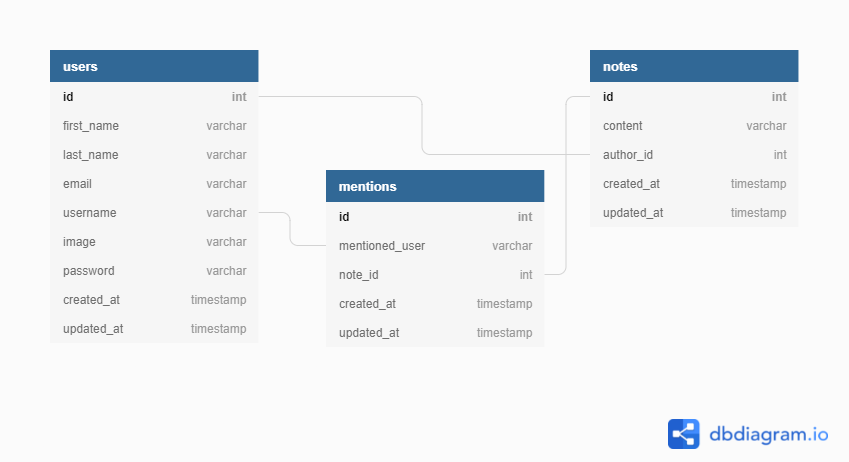 users
id int
first_name varchar
last_name varchar
email varchar
username varchar
image varchar
password varchar
created_at timestamp
updated_at timestamp
mentions
id int
mentioned_user varchar
note_id int
created_at timestamp
updated_at timestamp
notes
id int
content varchar
author_id int
created_at timestamp
updated_at timestamp
dbdiagram.io